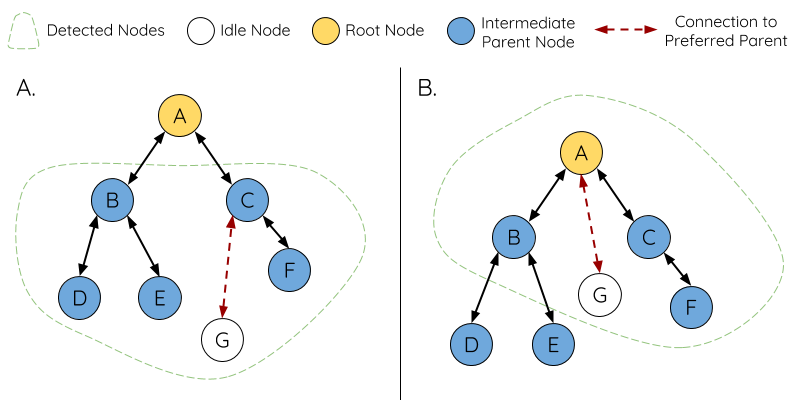 Detected Nodes
Idle Node
Root Node
Intermediate
Parent Node
Connection to
Preferred Parent
A.
A
B
C
D
E
F
G
B.
A
B
C
G
F
D
E